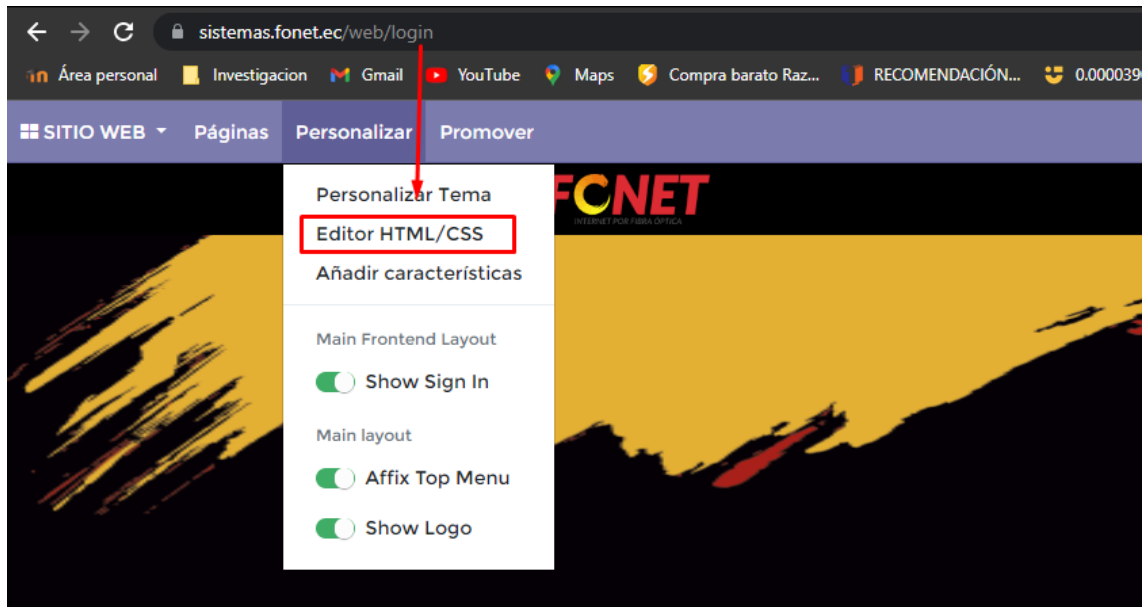 sistemas.fonet.ec/web/login
Área personal Investigacion Gmail YouTube Maps Compra barato Raz... RECOMENDACIÓN... 0.000039
SITIO WEB Páginas Personalizar Promover
FONET
INTERNET POR FIBRA ÓPTICA
Personalizar Tema
Editor HTML/CSS
Añadir características
Main Frontend Layout
Show Sign In
Main layout
Affix Top Menu
Show Logo